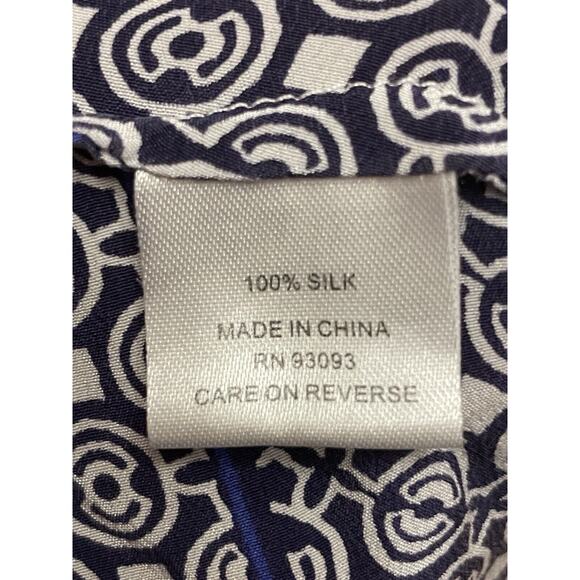 100% SILK
MADE IN CHINA
RN 93093
CARE ON REVERSE